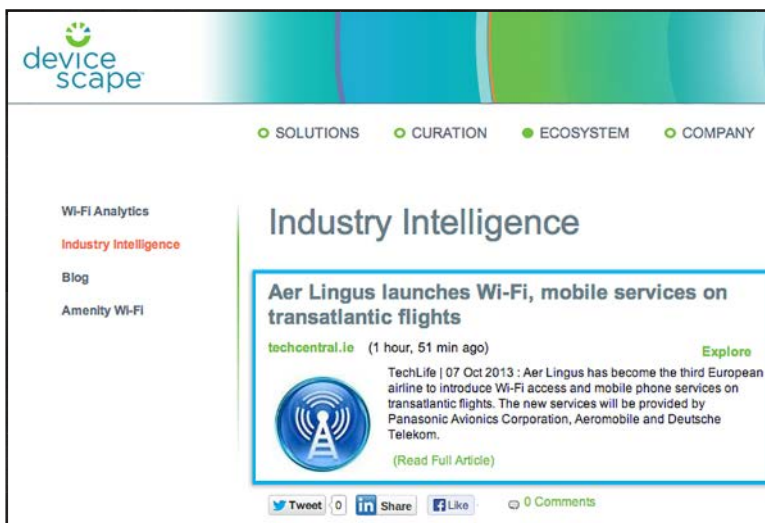 device
scape
SOLUTIONS
CURATION
ECOSYSTEM
COMPANY
Wi-Fi Analytics
Industry Intelligence
Blog
Amenity Wi-Fi
Industry Intelligence
Aer Lingus launches Wi-Fi, mobile services on
transatlantic flights
techcentral.ie (1 hour, 51 min ago)
Explore
TechLife | 07 Oct 2013 : Aer Lingus has become the third European
airline to introduce Wi-Fi access and mobile phone services on
transatlantic flights. The new services will be provided by
Panasonic Avionics Corporation, Aeromobile and Deutsche
Telekom.
(Read Full Article)
Tweet 0 in Share f Like 0 Comments